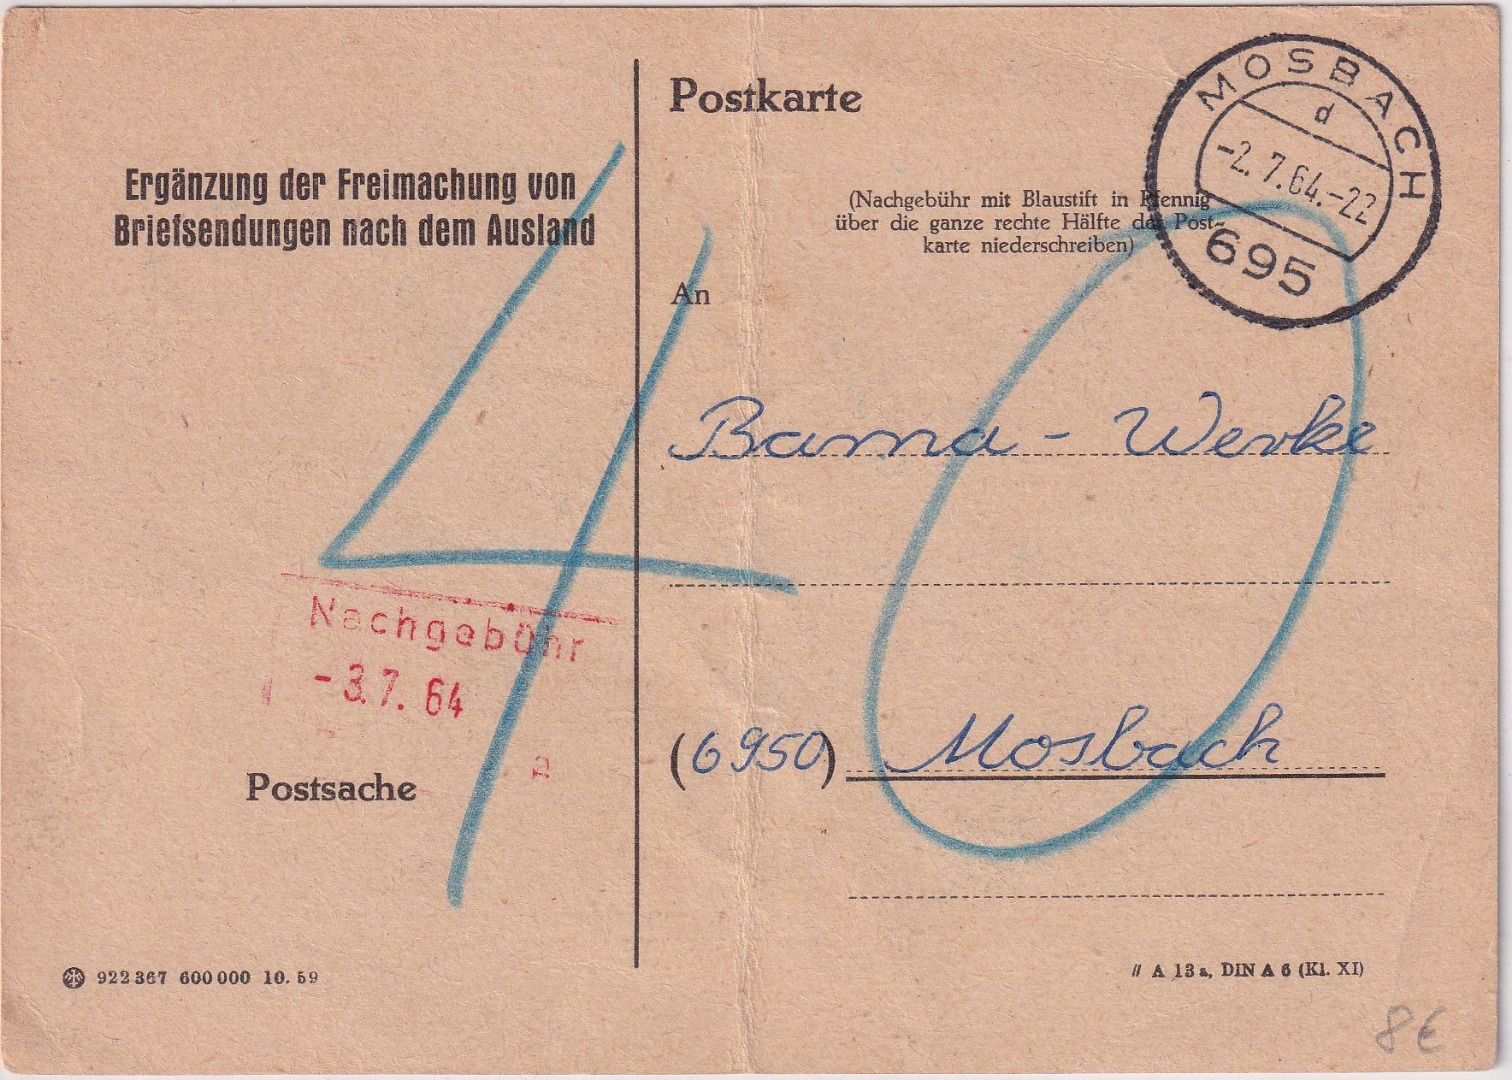 Postkarte
MOSBACH
d
-2.7.64.-22
695
Ergänzung der Freimachung von
Briefsendungen nach dem Ausland
(Nachgebühr mit Blaustift in Pfennig
über die ganze rechte Hälfte der Post-
karte niederschreiben)
An
40
Bama - Werke
Nachgebühr
-3.7.64
a
(6950) Mosbach
Postsache
922 367 600 000 10. 59
// A 13 a, DIN A 6 (Kl. XI)
8€